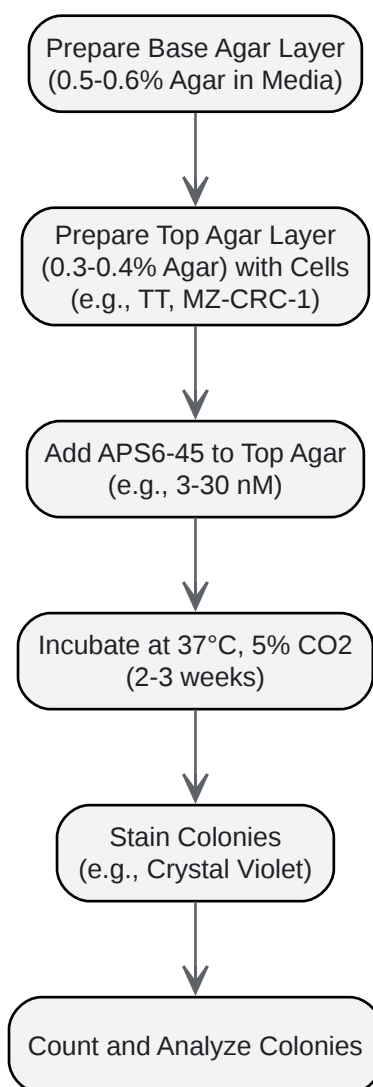 Prepare Base Agar Layer
(0.5-0.6% Agar in Media)
Prepare Top Agar Layer
(0.3-0.4% Agar) with Cells
(e.g., TT, MZ-CRC-1)
Add APS6-45 to Top Agar
(e.g., 3-30 nM)
Incubate at 37°C, 5% CO2
(2-3 weeks)
Stain Colonies
(e.g., Crystal Violet)
Count and Analyze Colonies